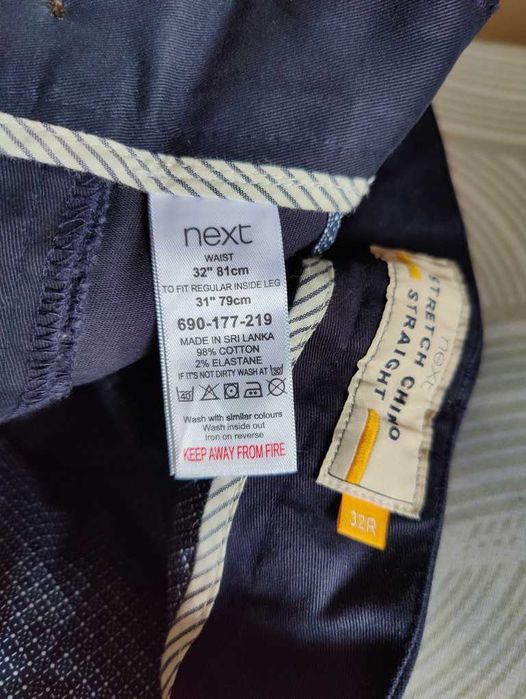 next
WAIST
32" 81cm
TO FIT REGULAR INSIDE LEG
31" 79cm
690-177-219
MADE IN SRI LANKA
98% COTTON
2% ELASTANE
IF IT'S NOT DIRTY WASH AT 30°
40
Wash with similar colours
Wash inside out
Iron on reverse
KEEP AWAY FROM FIRE
next
STRETCH CHINO
STRAIGHT
32R